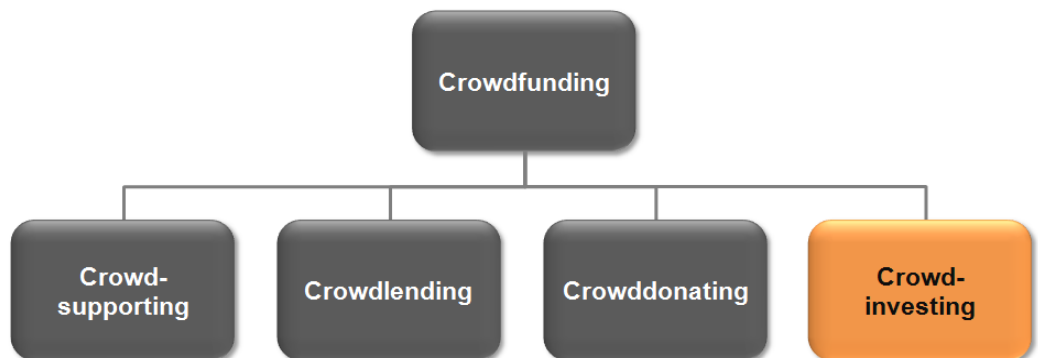 Crowdfunding
Crowd-
supporting
Crowdlending
Crowddonating
Crowd-
investing